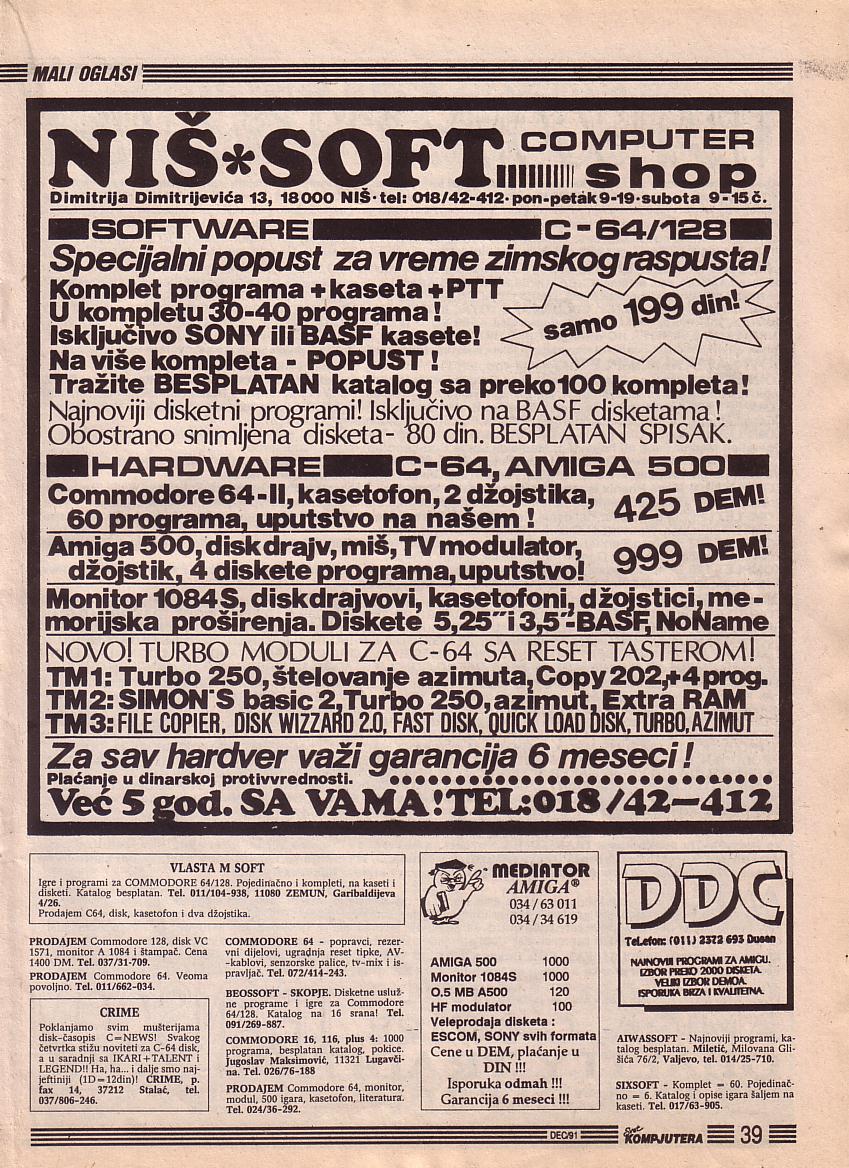 MALI OGLASI
NIŠ*SOFT COMPUTER
shop
Dimitrija Dimitrijevića 13, 18000 NIŠ·tel: 018/42-412·pon-petak 9-19·subota 9-15č.
SOFTWARE C-64/128
Specijalni popust za vreme zimskog raspusta!
Komplet programa + kaseta + PTT
U kompletu 30-40 programa!
samo 199 din!
Isključivo SONY ili BASF kasete!
Na više kompleta - POPUST!
Tražite BESPLATAN katalog sa preko 100 kompleta!
Najnoviji disketni programi! Isključivo na BASF disketama!
Obostrano snimljena disketa- 80 din. BESPLATAN SPISAK.
HARDWARE C-64, AMIGA 500
Commodore 64-II, kasetofon, 2 džojstika,
60 programa, uputstvo na našem!
425 DEM!
Amiga 500, disk drajv, miš, TV modulator,
džojstik, 4 diskete programa, uputstvo!
999 DEM!
Monitor 1084S, diskdrajvovi, kasetofoni, džojstici, me-
morijska proširenja. Diskete 5,25˝ i 3,5˝-BASF, NoName
NOVO! TURBO MODULI ZA C-64 SA RESET TASTEROM!
TM1: Turbo 250, štelovanje azimuta, Copy 202,+4 prog.
TM2: SIMON'S basic 2, Turbo 250, azimut, Extra RAM
TM3: FILE COPIER, DISK WIZZARD 2.0, FAST DISK, QUICK LOAD DISK, TURBO, AZIMUT
Za sav hardver važi garancija 6 meseci!
Plaćanje u dinarskoj protivvrednosti.
Već 5 god. SA VAMA! TEL:018/42-412
VLASTA M SOFT
Igre i programi za COMMODORE 64/128. Pojedinačno i kompleti, na kaseti i
disketi. Katalog besplatan. Tel. 011/104-938, 11080 ZEMUN, Garibaldijeva
4/26.
Prodajem C64, disk, kasetofon i dva džojstika.
PRODAJEM Commodore 128, disk VC
1571, monitor A 1084 i štampač. Cena
1400 DM. Tel. 037/31-709.
PRODAJEM Commodore 64. Veoma
povoljno. Tel. 011/662-034.
CRIME
Poklanjamo svim mušterijama
disk-časopis C=NEWS! Svakog
četvrtka stižu noviteti za C-64 disk,
a u saradnji sa IKARI+TALENT i
LEGEND!! Ha, ha... i dalje smo naj-
jeftiniji (1D=12din)! CRIME, p.
fax 14, 37212 Stalać, tel.
037/806-246.
COMMODORE 64 - popravci, rezer-
vni dijelovi, ugradnja reset tipke, AV-
-kablovi, senzorske palice, tv-mix i is-
pravljač. Tel. 072/414-243.
BEOSSOFT - SKOPJE. Disketne usluž-
ne programe i igre za Commodore
64/128. Katalog na 16 srana! Tel.
091/269-887.
COMMODORE 16, 116, plus 4: 1000
programa, besplatan katalog, pokice.
Jugoslav Maksimović, 11321 Lugavči-
na. Tel. 026/76-188
PRODAJEM Commodore 64, monitor,
modul, 500 igara, kasetofon, literatura.
Tel. 024/36-292.
MEDIATOR
AMIGA®
034/63 011
034/34 619
AMIGA 500 1000
Monitor 1084S 1000
0.5 MB A500 120
HF modulator 100
Veleprodaja disketa :
ESCOM, SONY svih formata
Cene u DEM, plaćanje u
DIN !!!
Isporuka odmah !!!
Garancija 6 meseci !!!
DDC
Telefon: (011) 2372 693 Dusan
NAJNOVIJI PROGRAMI ZA AMIGU.
IZBOR PREKO 2000 DISKETA.
VELIKI IZBOR DEMOA.
ISPORUKA BRZA I KVALITETNA.
AIWASSOFT - Najnoviji programi, ka-
talog besplatan. Miletić, Milovana Gli-
šića 76/2, Valjevo, tel. 014/25-710.
SIXSOFT - Komplet = 60. Pojedinač-
no = 6. Katalog i opise igara šaljem na
kaseti. Tel. 017/63-905.
DEC/91 Svet KOMPJUTERA 39